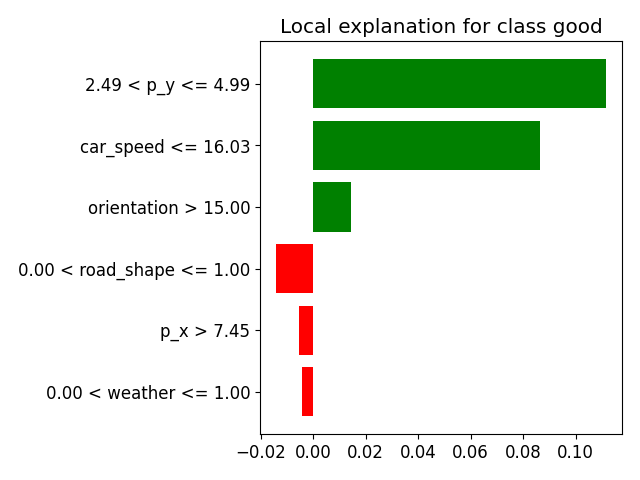 Local explanation for class good
2.49 < p_y <= 4.99
car_speed <= 16.03
orientation > 15.00
0.00 < road_shape <= 1.00
p_x > 7.45
0.00 < weather <= 1.00
−0.02 0.00 0.02 0.04 0.06 0.08 0.10